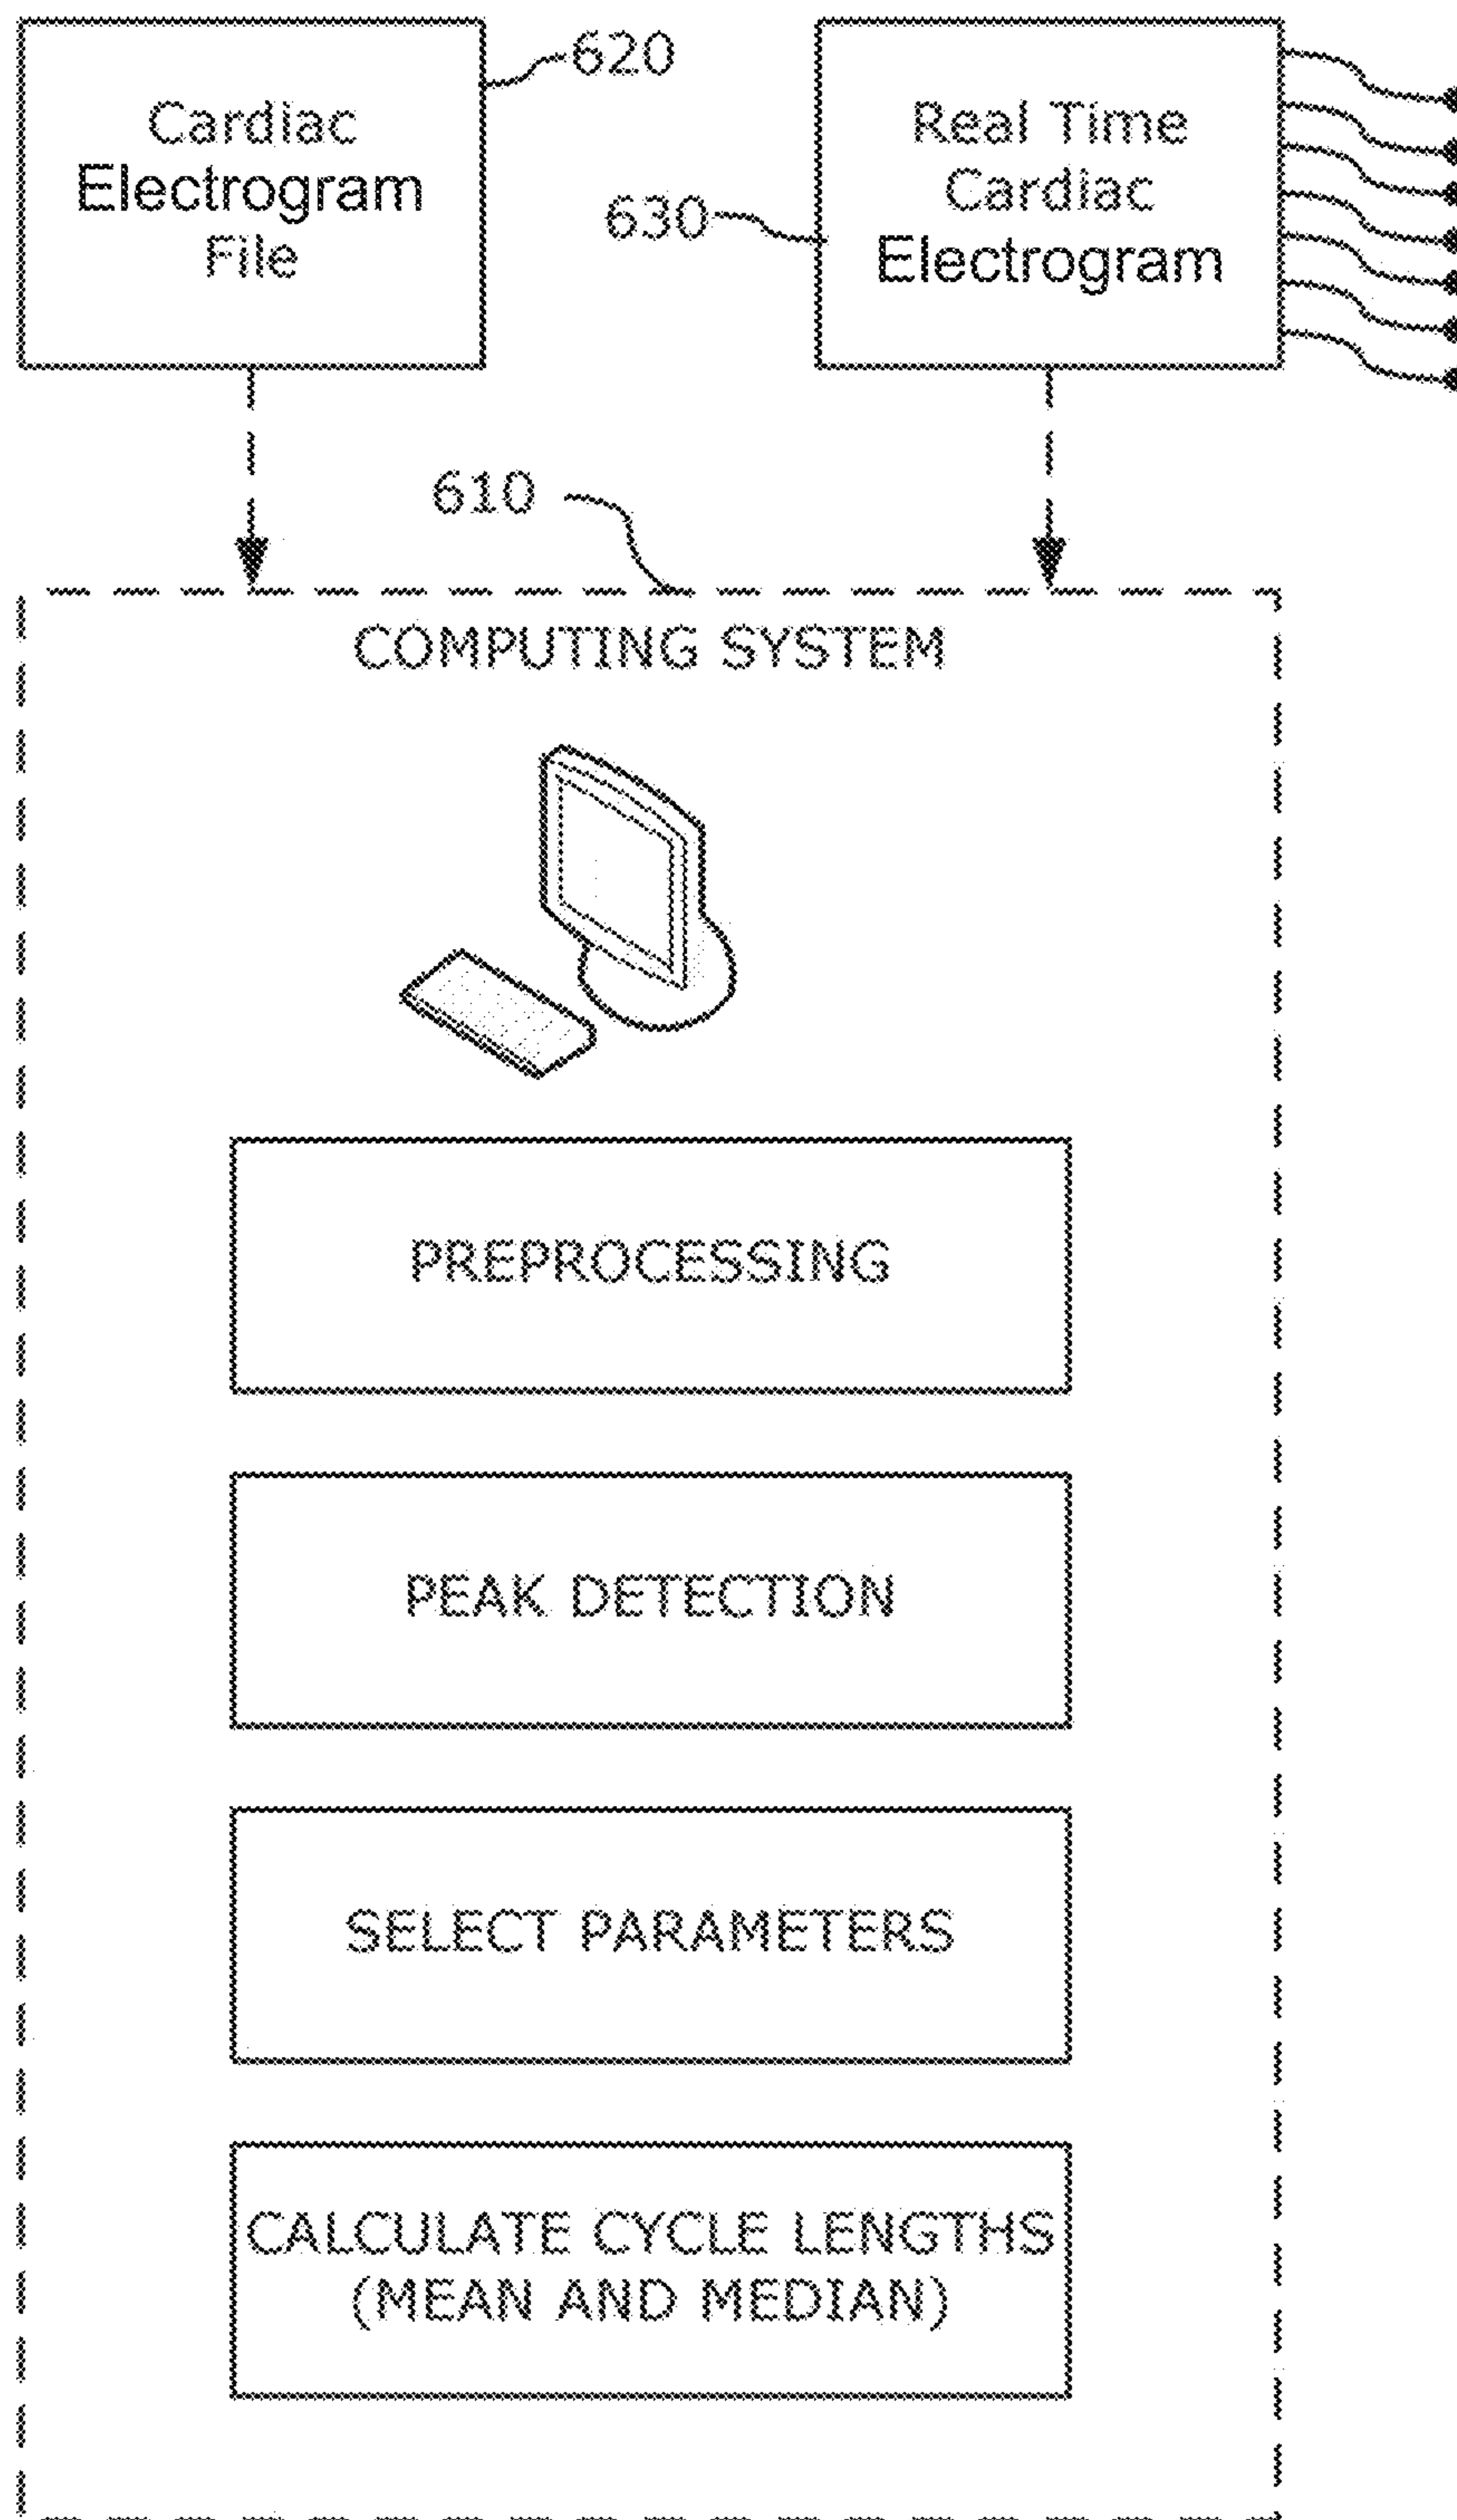 620
Cardiac
Electrogram
File
Real Time
Cardiac
Electrogram
630
610
COMPUTING SYSTEM
PREPROCESSING
PEAK DETECTION
SELECT PARAMETERS
CALCULATE CYCLE LENGTHS
(MEAN AND MEDIAN)